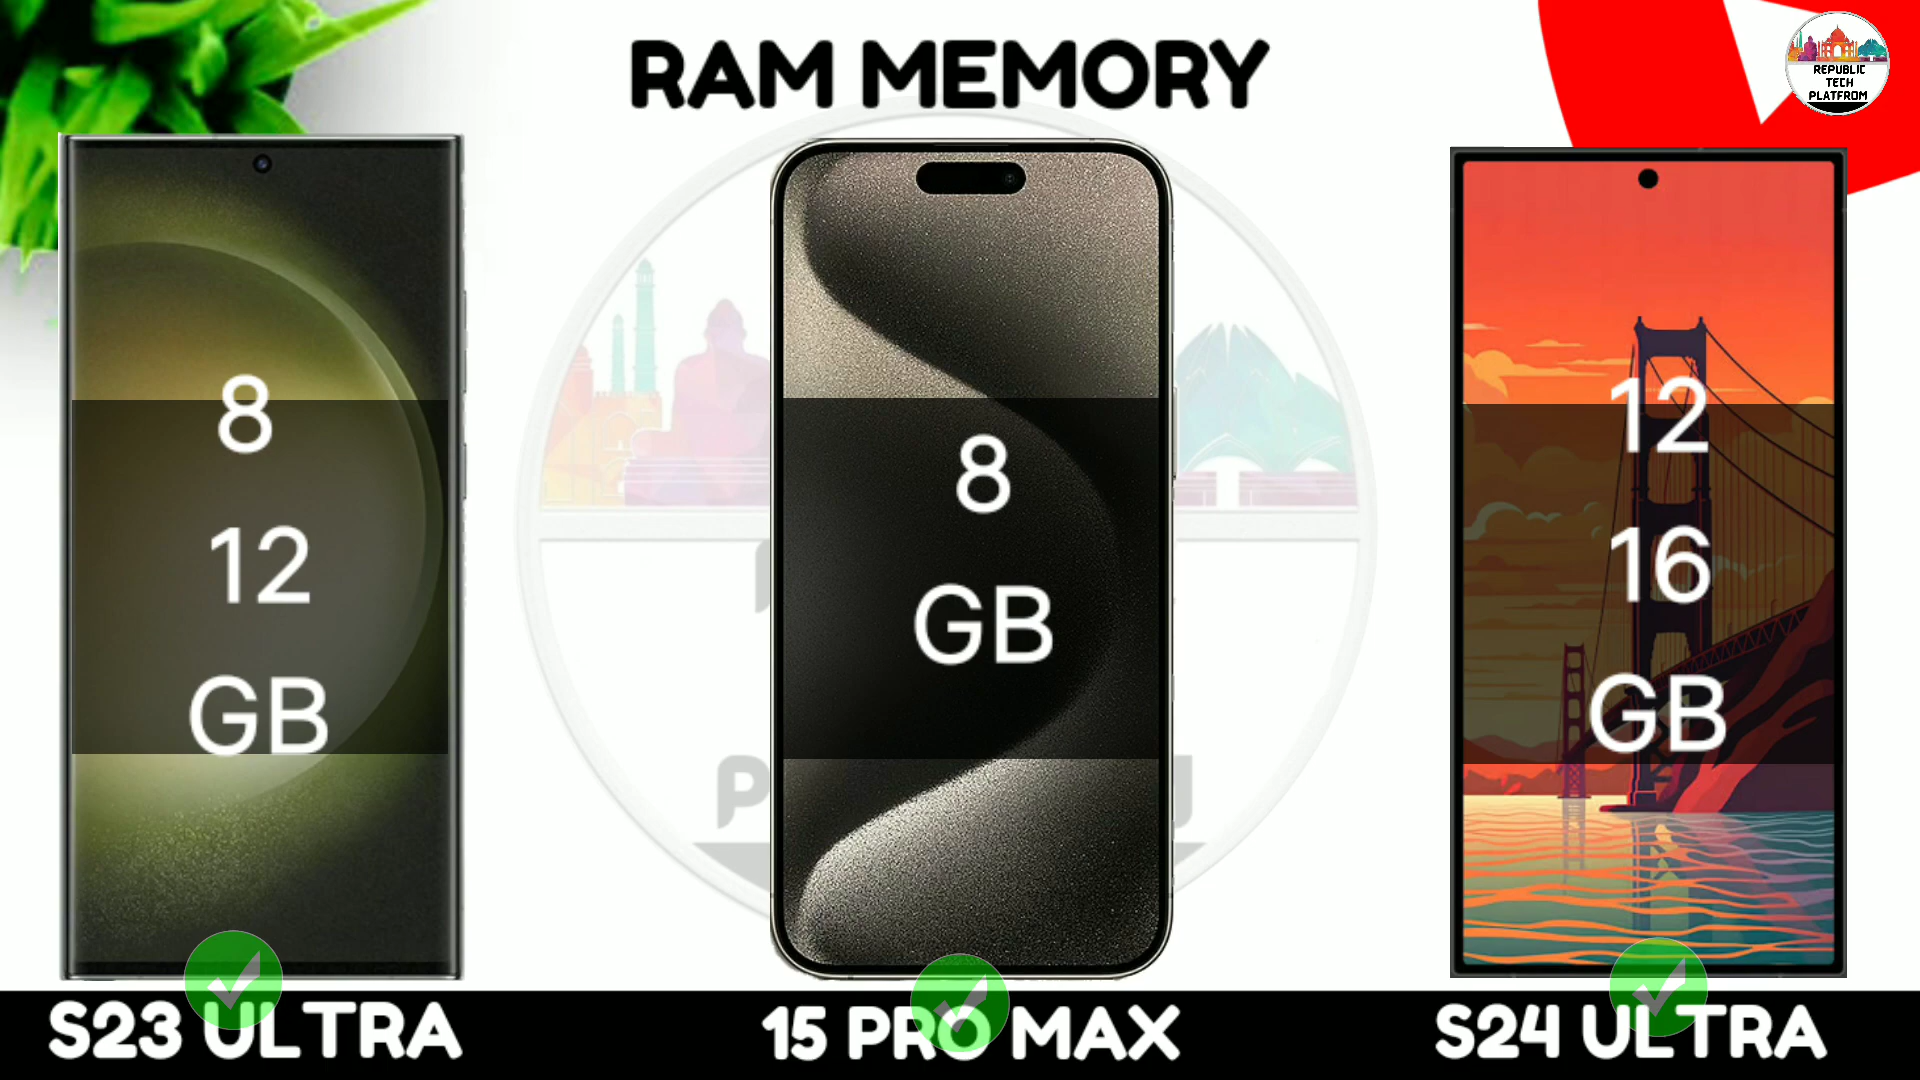 RAM MEMORY
REPUBLIC
TECH
PLATFROM
8
12
GB
8
GB
12
16
GB
S23 ULTRA
15 PRO MAX
S24 ULTRA